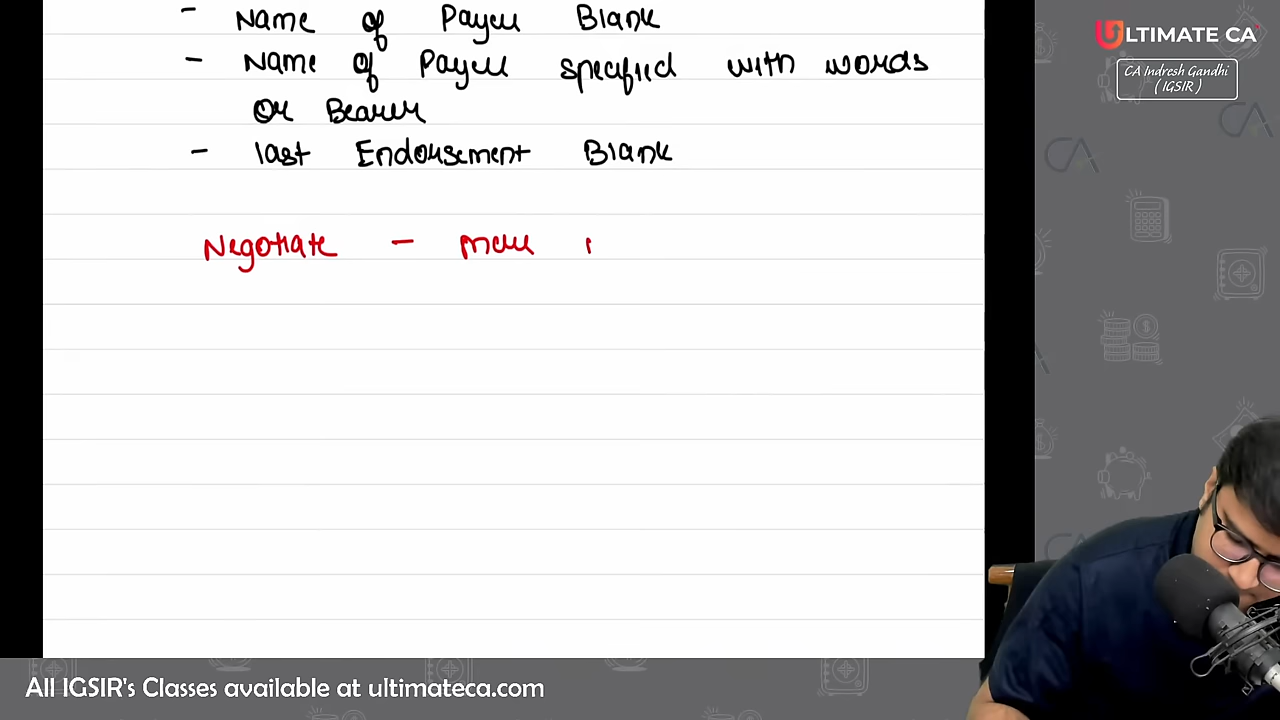 - Name of Payee Blank
- Name of Payee specified with words
or Bearer
- last Endorsement Blank
Negotiate - mere
ULTIMATE CA
CA Indresh Gandhi
( IGSIR )
All IGSIR's Classes available at ultimateca.com